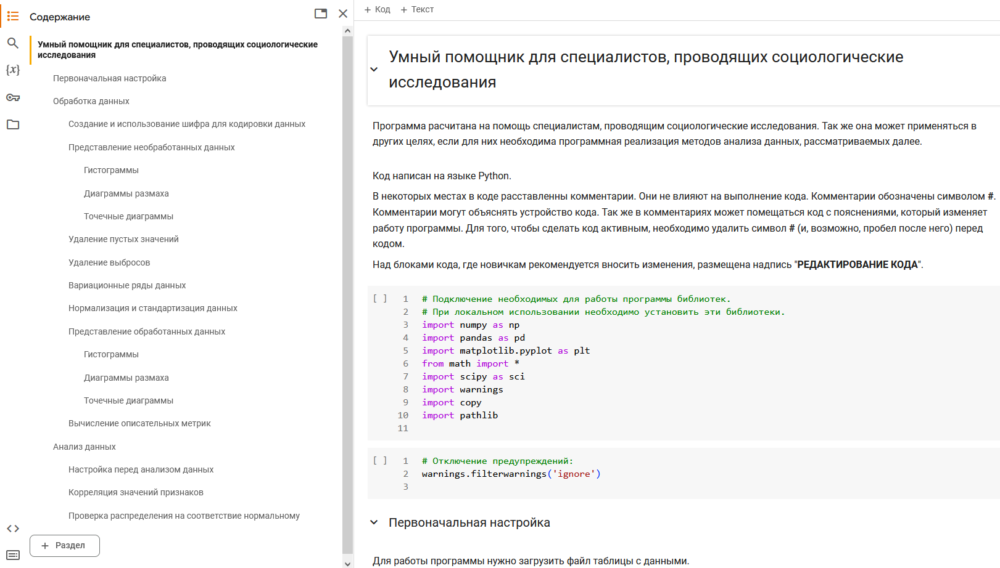 Содержание
Умный помощник для специалистов, проводящих социологические
исследования
Первоначальная настройка
Обработка данных
Создание и использование шифра для кодировки данных
Представление необработанных данных
Гистограммы
Диаграммы размаха
Точечные диаграммы
Удаление пустых значений
Удаление выбросов
Вариационные ряды данных
Нормализация и стандартизация данных
Представление обработанных данных
Гистограммы
Диаграммы размаха
Точечные диаграммы
Вычисление описательных метрик
Анализ данных
Настройка перед анализом данных
Корреляция значений признаков
Проверка распределения на соответствие нормальному
+ Раздел
+ Код + Текст
Умный помощник для специалистов, проводящих социологические
исследования
Программа расчитана на помощь специалистам, проводящим социологические исследования. Так же она может применяться в
других целях, если для них необходима программная реализация методов анализа данных, рассматриваемых далее.
Код написан на языке Python.
В некоторых местах в коде расставленны комментарии. Они не влияют на выполнение кода. Комментарии обозначены символом #.
Комментарии могут объяснять устройство кода. Так же в комментариях может помещаться код с пояснениями, который изменяет
работу программы. Для того, чтобы сделать код активным, необходимо удалить символ # (и, возможно, пробел после него) перед
кодом.
Над блоками кода, где новичкам рекомендуется вносить изменения, размещена надпись "РЕДАКТИРОВАНИЕ КОДА".
[ ] 1 # Подключение необходимых для работы программы библиотек.
2 # При локальном использовании необходимо установить эти библиотеки.
3 import numpy as np
4 import pandas as pd
5 import matplotlib.pyplot as plt
6 from math import *
7 import scipy as sci
8 import warnings
9 import copy
10 import pathlib
11
[ ] 1 # Отключение предупреждений:
2 warnings.filterwarnings('ignore')
3
Первоначальная настройка
Для работы программы нужно загрузить файл таблицы с данными.